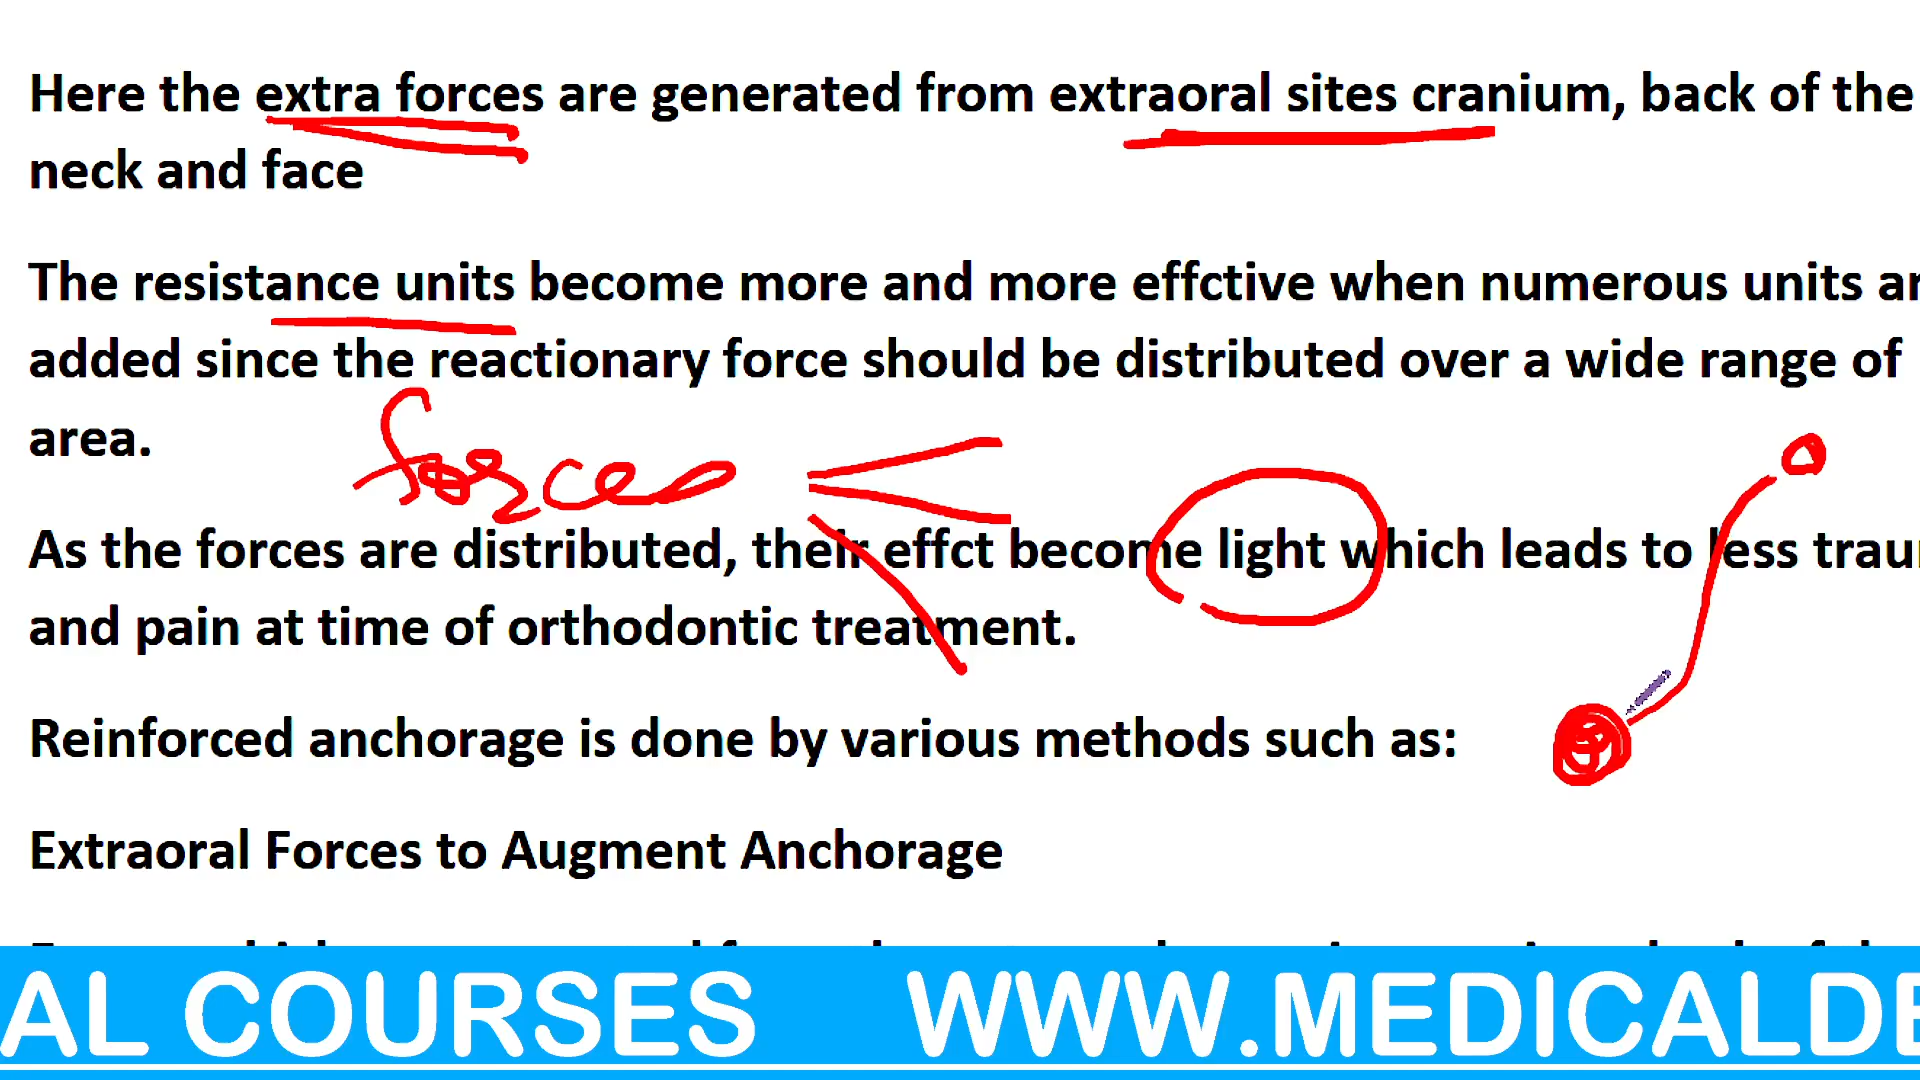 Here the extra forces are generated from extraoral sites cranium, back of the
neck and face
The resistance units become more and more effctive when numerous units
added since the reactionary force should be distributed over a wide range of
area.
forces
As the forces are distributed, their effct become light which leads to less
and pain at time of orthodontic treatment.
Reinforced anchorage is done by various methods such as:
Extraoral Forces to Augment Anchorage
AL COURSES WWW.MEDICALDE